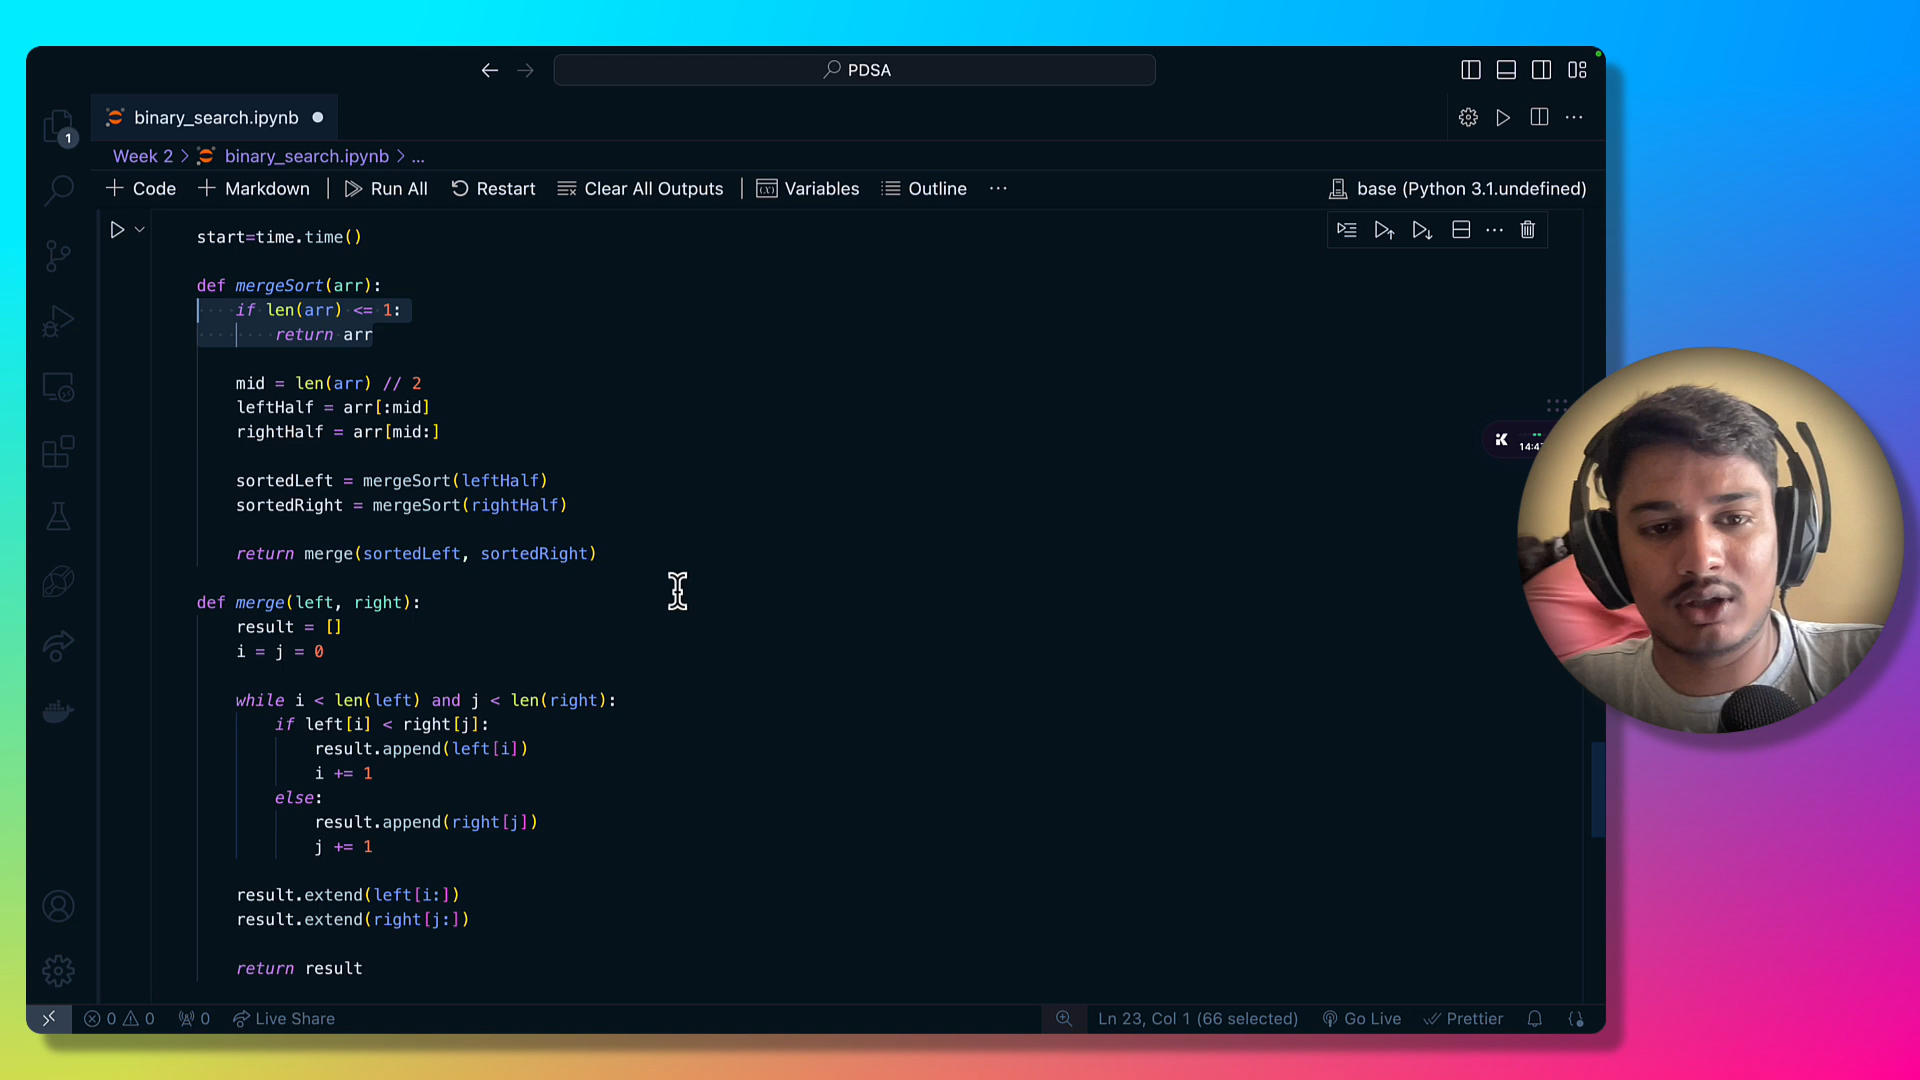 PDSA
1
binary_search.ipynb
Week 2 > binary_search.ipynb > ...
+ Code + Markdown | Run All Restart Clear All Outputs | Variables Outline ... base (Python 3.1.undefined)
start=time.time()
def mergeSort(arr):
if len(arr) <= 1:
return arr
mid = len(arr) // 2
leftHalf = arr[:mid]
rightHalf = arr[mid:]
sortedLeft = mergeSort(leftHalf)
sortedRight = mergeSort(rightHalf)
return merge(sortedLeft, sortedRight)
def merge(left, right):
result = []
i = j = 0
while i < len(left) and j < len(right):
if left[i] < right[j]:
result.append(left[i])
i += 1
else:
result.append(right[j])
j += 1
result.extend(left[i:])
result.extend(right[j:])
return result
0 0 0 Live Share Ln 23, Col 1 (66 selected) Go Live Prettier